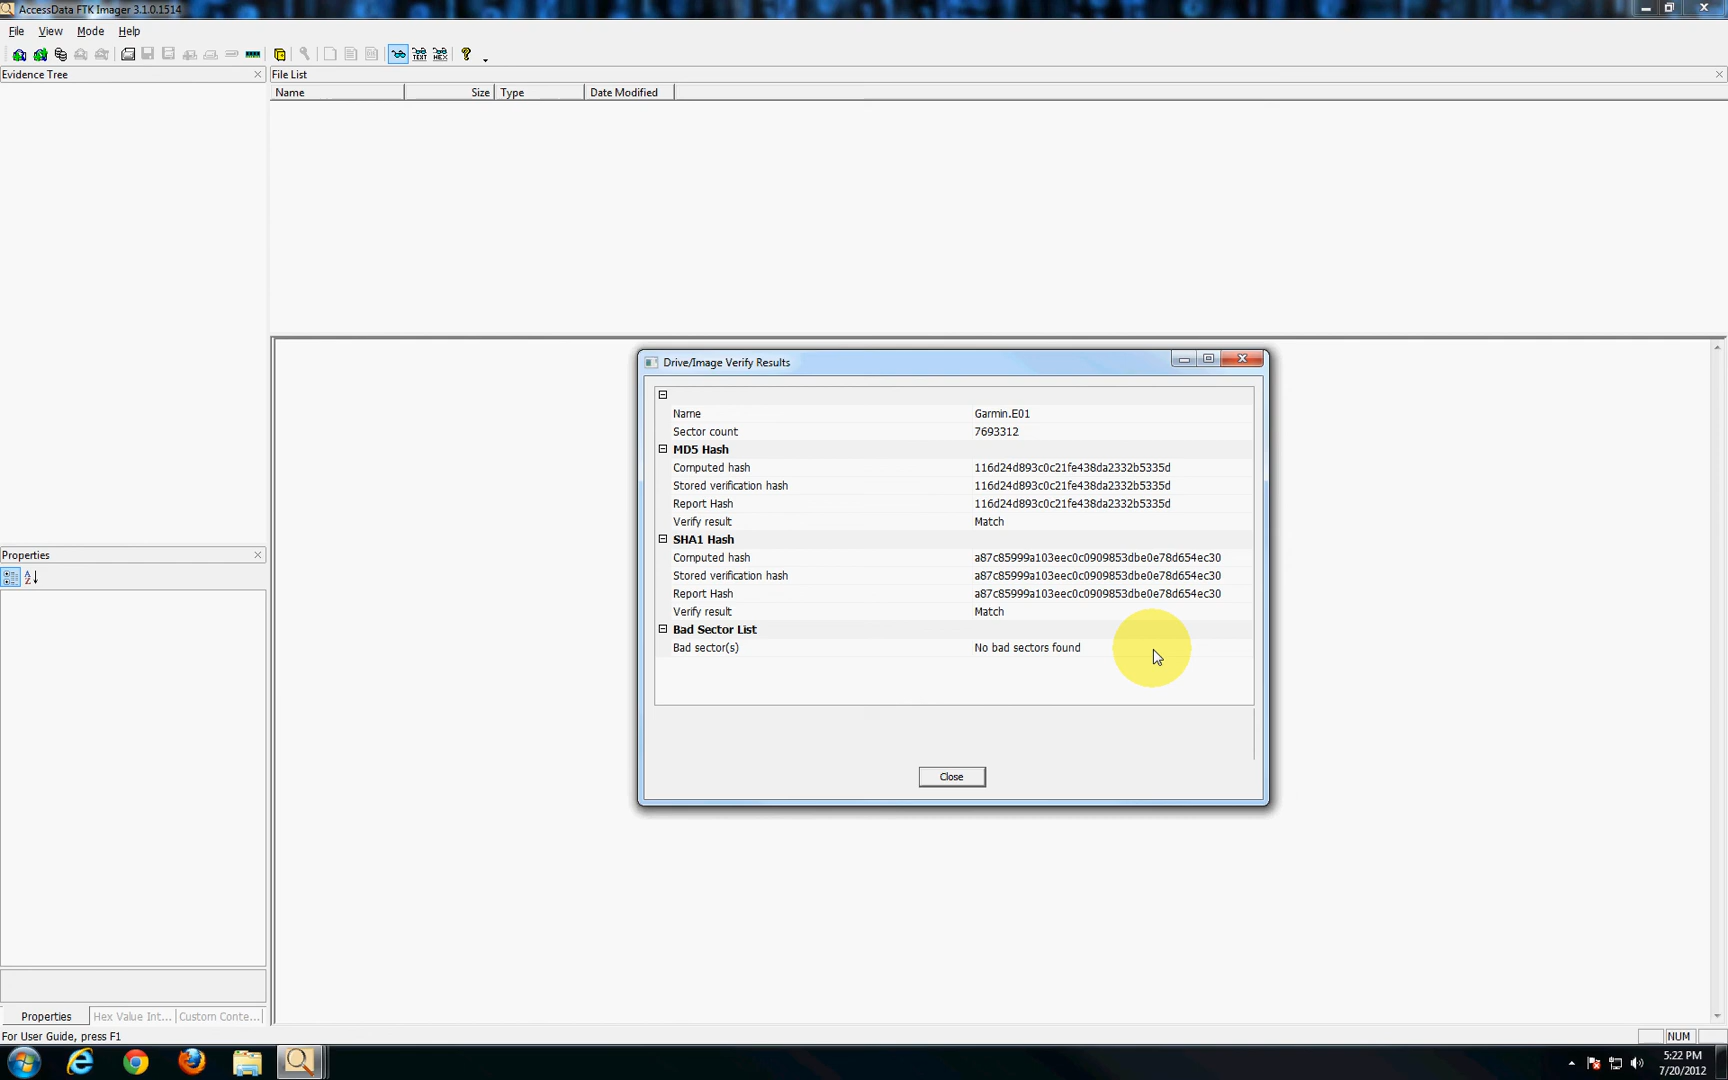 AccessData FTK Imager 3.1.0.1514
File View Mode Help
Evidence Tree
File List
Name Size Type Date Modified
Drive/Image Verify Results
Name Garmin.E01
Sector count 7693312
MD5 Hash
Computed hash 116d24d893c0c21fe438da2332b5335d
Stored verification hash 116d24d893c0c21fe438da2332b5335d
Report Hash 116d24d893c0c21fe438da2332b5335d
Verify result Match
SHA1 Hash
Computed hash a87c85999a103eec0c0909853dbe0e78d654ec30
Stored verification hash a87c85999a103eec0c0909853dbe0e78d654ec30
Report Hash a87c85999a103eec0c0909853dbe0e78d654ec30
Verify result Match
Bad Sector List
Bad sector(s) No bad sectors found
Close
Properties
Properties Hex Value Int... Custom Conte...
For User Guide, press F1
NUM
5:22 PM
7/20/2012